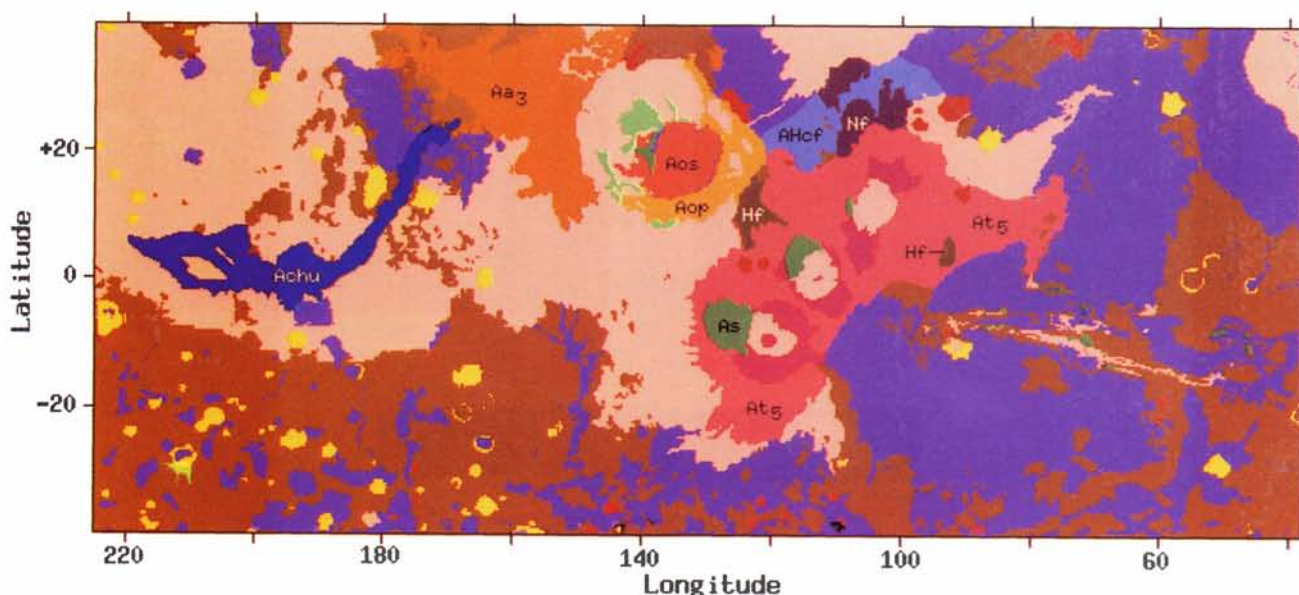 Latitude
+20
0
-20
Aa3
AHcf
Nf
Aos
Aop
Hf
At5
Hf
Achu
As
At5
220
180
140
100
60
Longitude